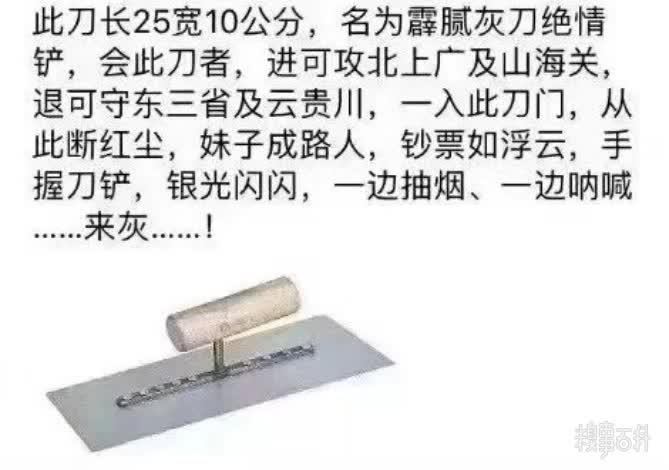 此刀长25宽10公分，名为霹腻灰刀绝情
铲，会此刀者，进可攻北上广及山海关，
退可守东三省及云贵川，一入此刀门，从
此断红尘，妹子成路人，钞票如浮云，手
握刀铲，银光闪闪，一边抽烟、一边呐喊
……来灰……！
糗事百科